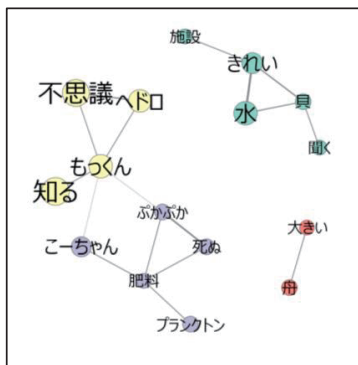 施設
きれい
不思議
ヘドロ
水
貝
聞く
もっくん
知る
ぷかぷか
大きい
こーちゃん
死ぬ
肥料
舟
プランクトン